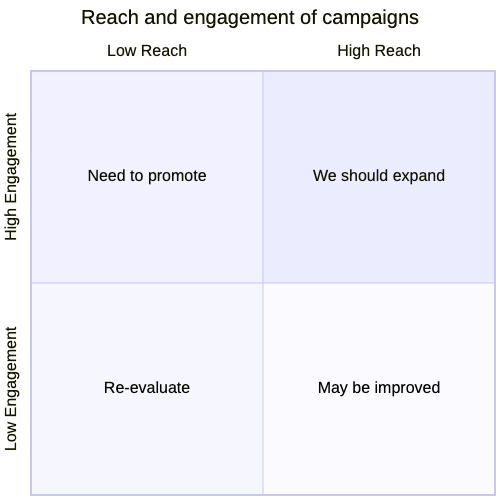 Reach and engagement of campaigns
Low Reach
High Reach
High Engagement
Need to promote
We should expand
Low Engagement
Re-evaluate
May be improved